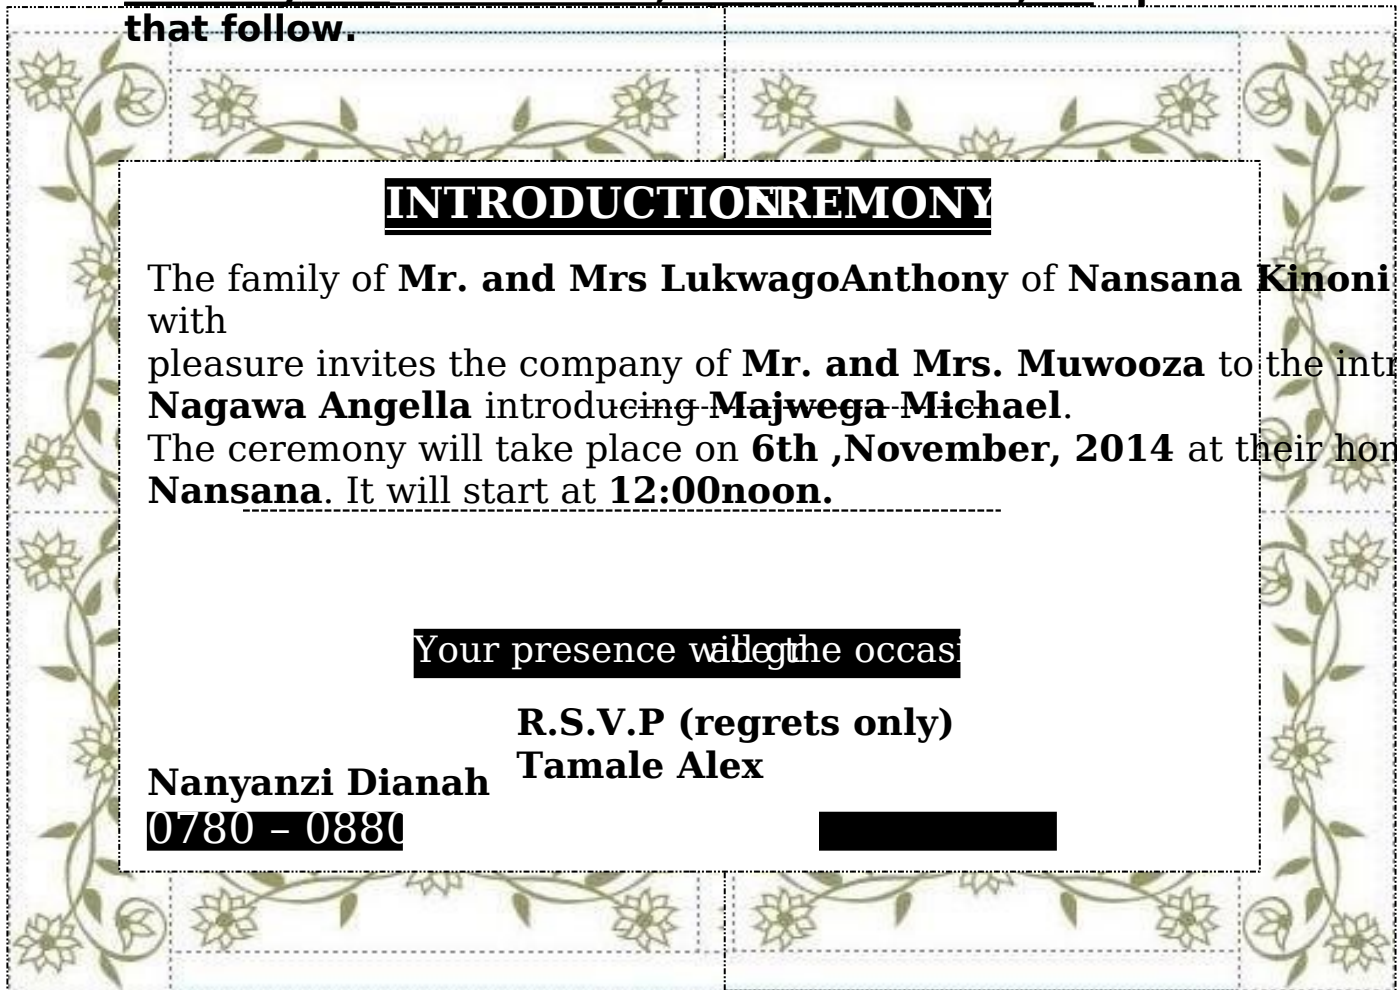 that follow.
INTRODUCTION CEREMONY
The family of Mr. and Mrs LukwagoAnthony of Nansana Kinoni
with
pleasure invites the company of Mr. and Mrs. Muwooza to the
Nagawa Angella introducing Majwega Michael.
The ceremony will take place on 6th ,November, 2014 at their
Nansana. It will start at 12:00noon.
Your presence will the
R.S.V.P (regrets only)
Tamale Alex
Nanyanzi Dianah
0780 – 0880